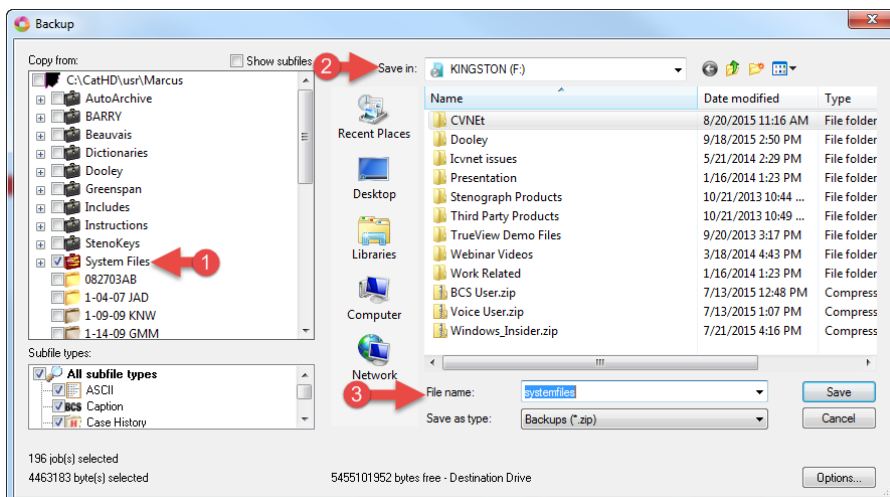 Backup
Copy from:
Show subfiles
C:\CatHD\usr\Marcus
AutoArchive
BARRY
Beauvais
Dictionaries
Dooley
Greenspan
Includes
Instructions
StenoKeys
System Files
082703AB
1-04-07 JAD
1-09-09 KNW
1-14-09 GMM
1
Subfile types:
All subfile types
ASCII
BCS Caption
Case History
196 job(s) selected
4463183 byte(s) selected
2
Save in:
KINGSTON (F:)
Recent Places
Desktop
Libraries
Computer
Network
Name Date modified Type
CVNEt 8/20/2015 11:16 AM File folder
Dooley 9/18/2015 2:50 PM File folder
Icvnet issues 5/21/2014 2:29 PM File folder
Presentation 1/16/2014 1:23 PM File folder
Stenograph Products 10/21/2013 10:44 ... File folder
Third Party Products 10/21/2013 10:49 ... File folder
TrueView Demo Files 9/20/2013 3:17 PM File folder
Webinar Videos 3/18/2014 4:43 PM File folder
Work Related 1/16/2014 1:23 PM File folder
BCS User.zip 7/13/2015 12:48 PM Compress
Voice User.zip 7/13/2015 1:07 PM Compress
Windows_Insider.zip 7/21/2015 4:16 PM Compress
3
File name: systemfiles Save
Save as type: Backups (*.zip) Cancel
5455101952 bytes free - Destination Drive
Options...